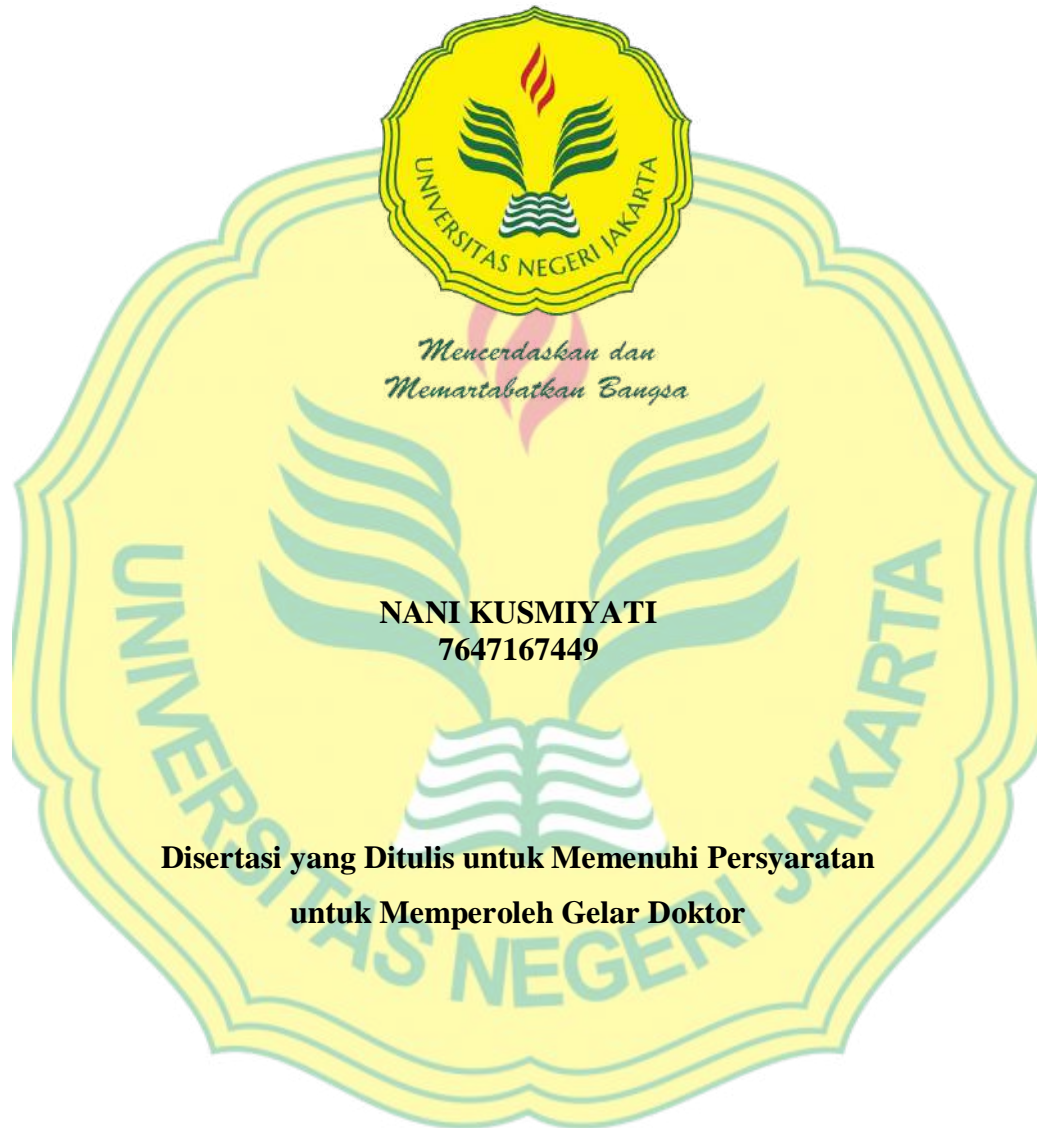 UNIVERSITAS NEGERI JAKARTA
Mencerdaskan dan
Memartabatkan Bangsa
NANI KUSMIYATI
7647167449
Disertasi yang Ditulis untuk Memenuhi Persyaratan
untuk Memperoleh Gelar Doktor
UNIVERSITAS NEGERI JAKARTA